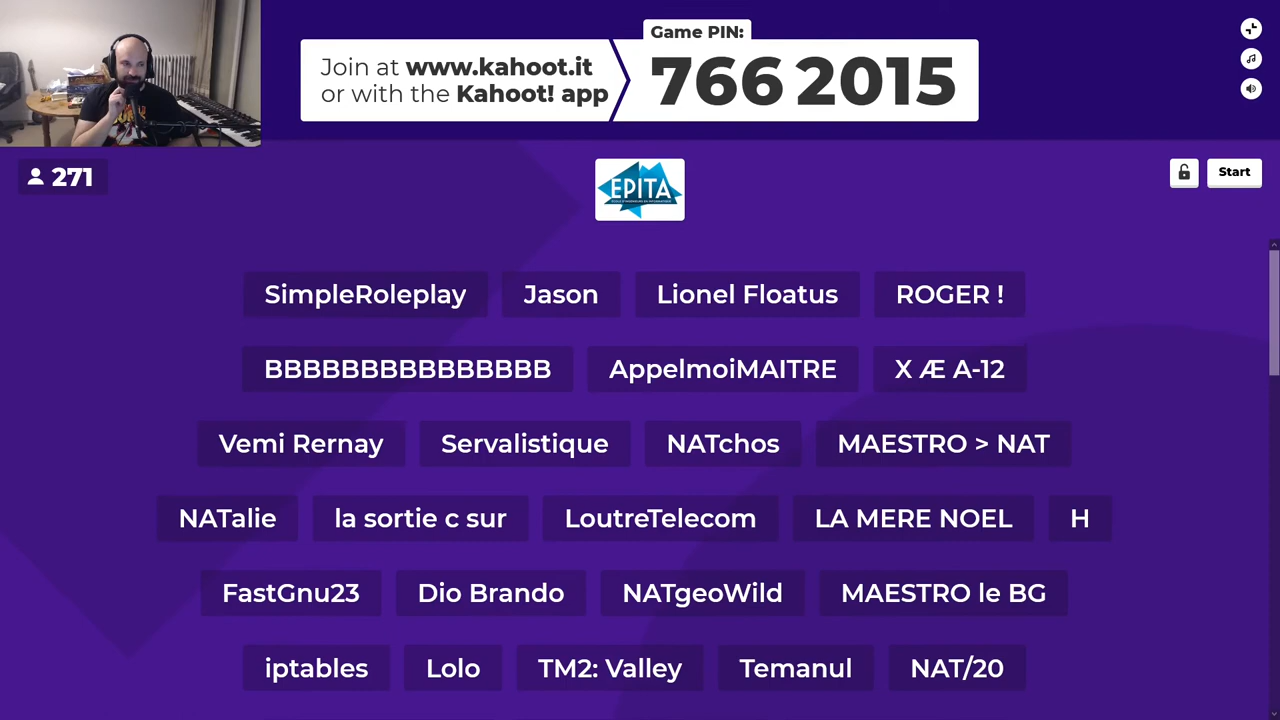 Game PIN:
Join at www.kahoot.it
or with the Kahoot! app
766 2015
271
EPITA
Start
SimpleRoleplay
Jason
Lionel Floatus
ROGER !
BBBBBBBBBBBBBBB
AppelmoiMAITRE
X Æ A-12
Vemi Rernay
Servalistique
NATchos
MAESTRO > NAT
NATalie
la sortie c sur
LoutreTelecom
LA MERE NOEL
H
FastGnu23
Dio Brando
NATgeoWild
MAESTRO le BG
iptables
Lolo
TM2: Valley
Temanul
NAT/20